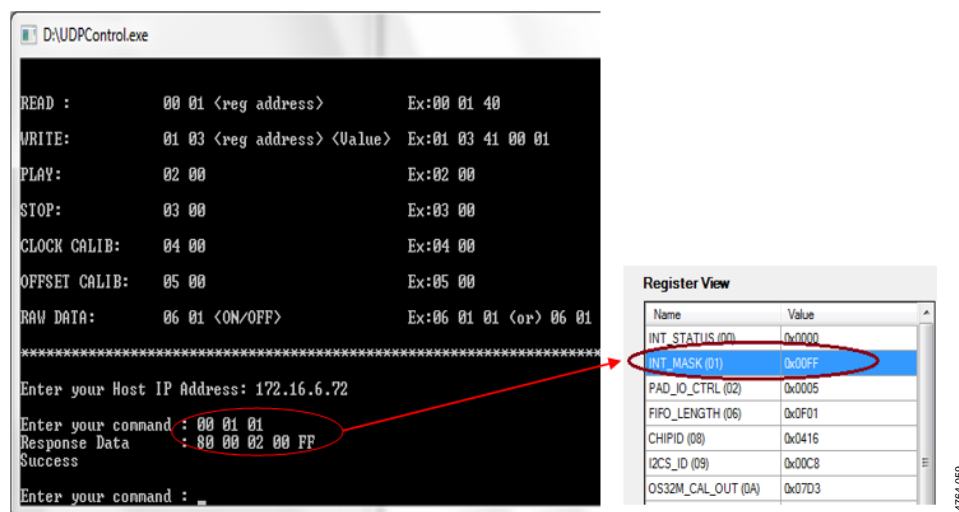 D:\UDPControl.exe
READ : 00 01 <reg address> Ex:00 01 40
WRITE: 01 03 <reg address> <Value> Ex:01 03 41 00 01
PLAY: 02 00 Ex:02 00
STOP: 03 00 Ex:03 00
CLOCK CALIB: 04 00 Ex:04 00
OFFSET CALIB: 05 00 Ex:05 00
RAW DATA: 06 01 <ON/OFF> Ex:06 01 01 (or) 06 01
**********************************************************************
Enter your Host IP Address: 172.16.6.72
Enter your command : 00 01 01
Response Data : 80 00 02 00 FF
Success
Enter your command : _
Register View
Name Value
INT_STATUS (00) 0x0000
INT_MASK (01) 0x00FF
PAD_IO_CTRL (02) 0x0005
FIFO_LENGTH (06) 0x0F01
CHIPID (08) 0x0416
I2CS_ID (09) 0x00C8
OS32M_CAL_OUT (0A) 0x07D3